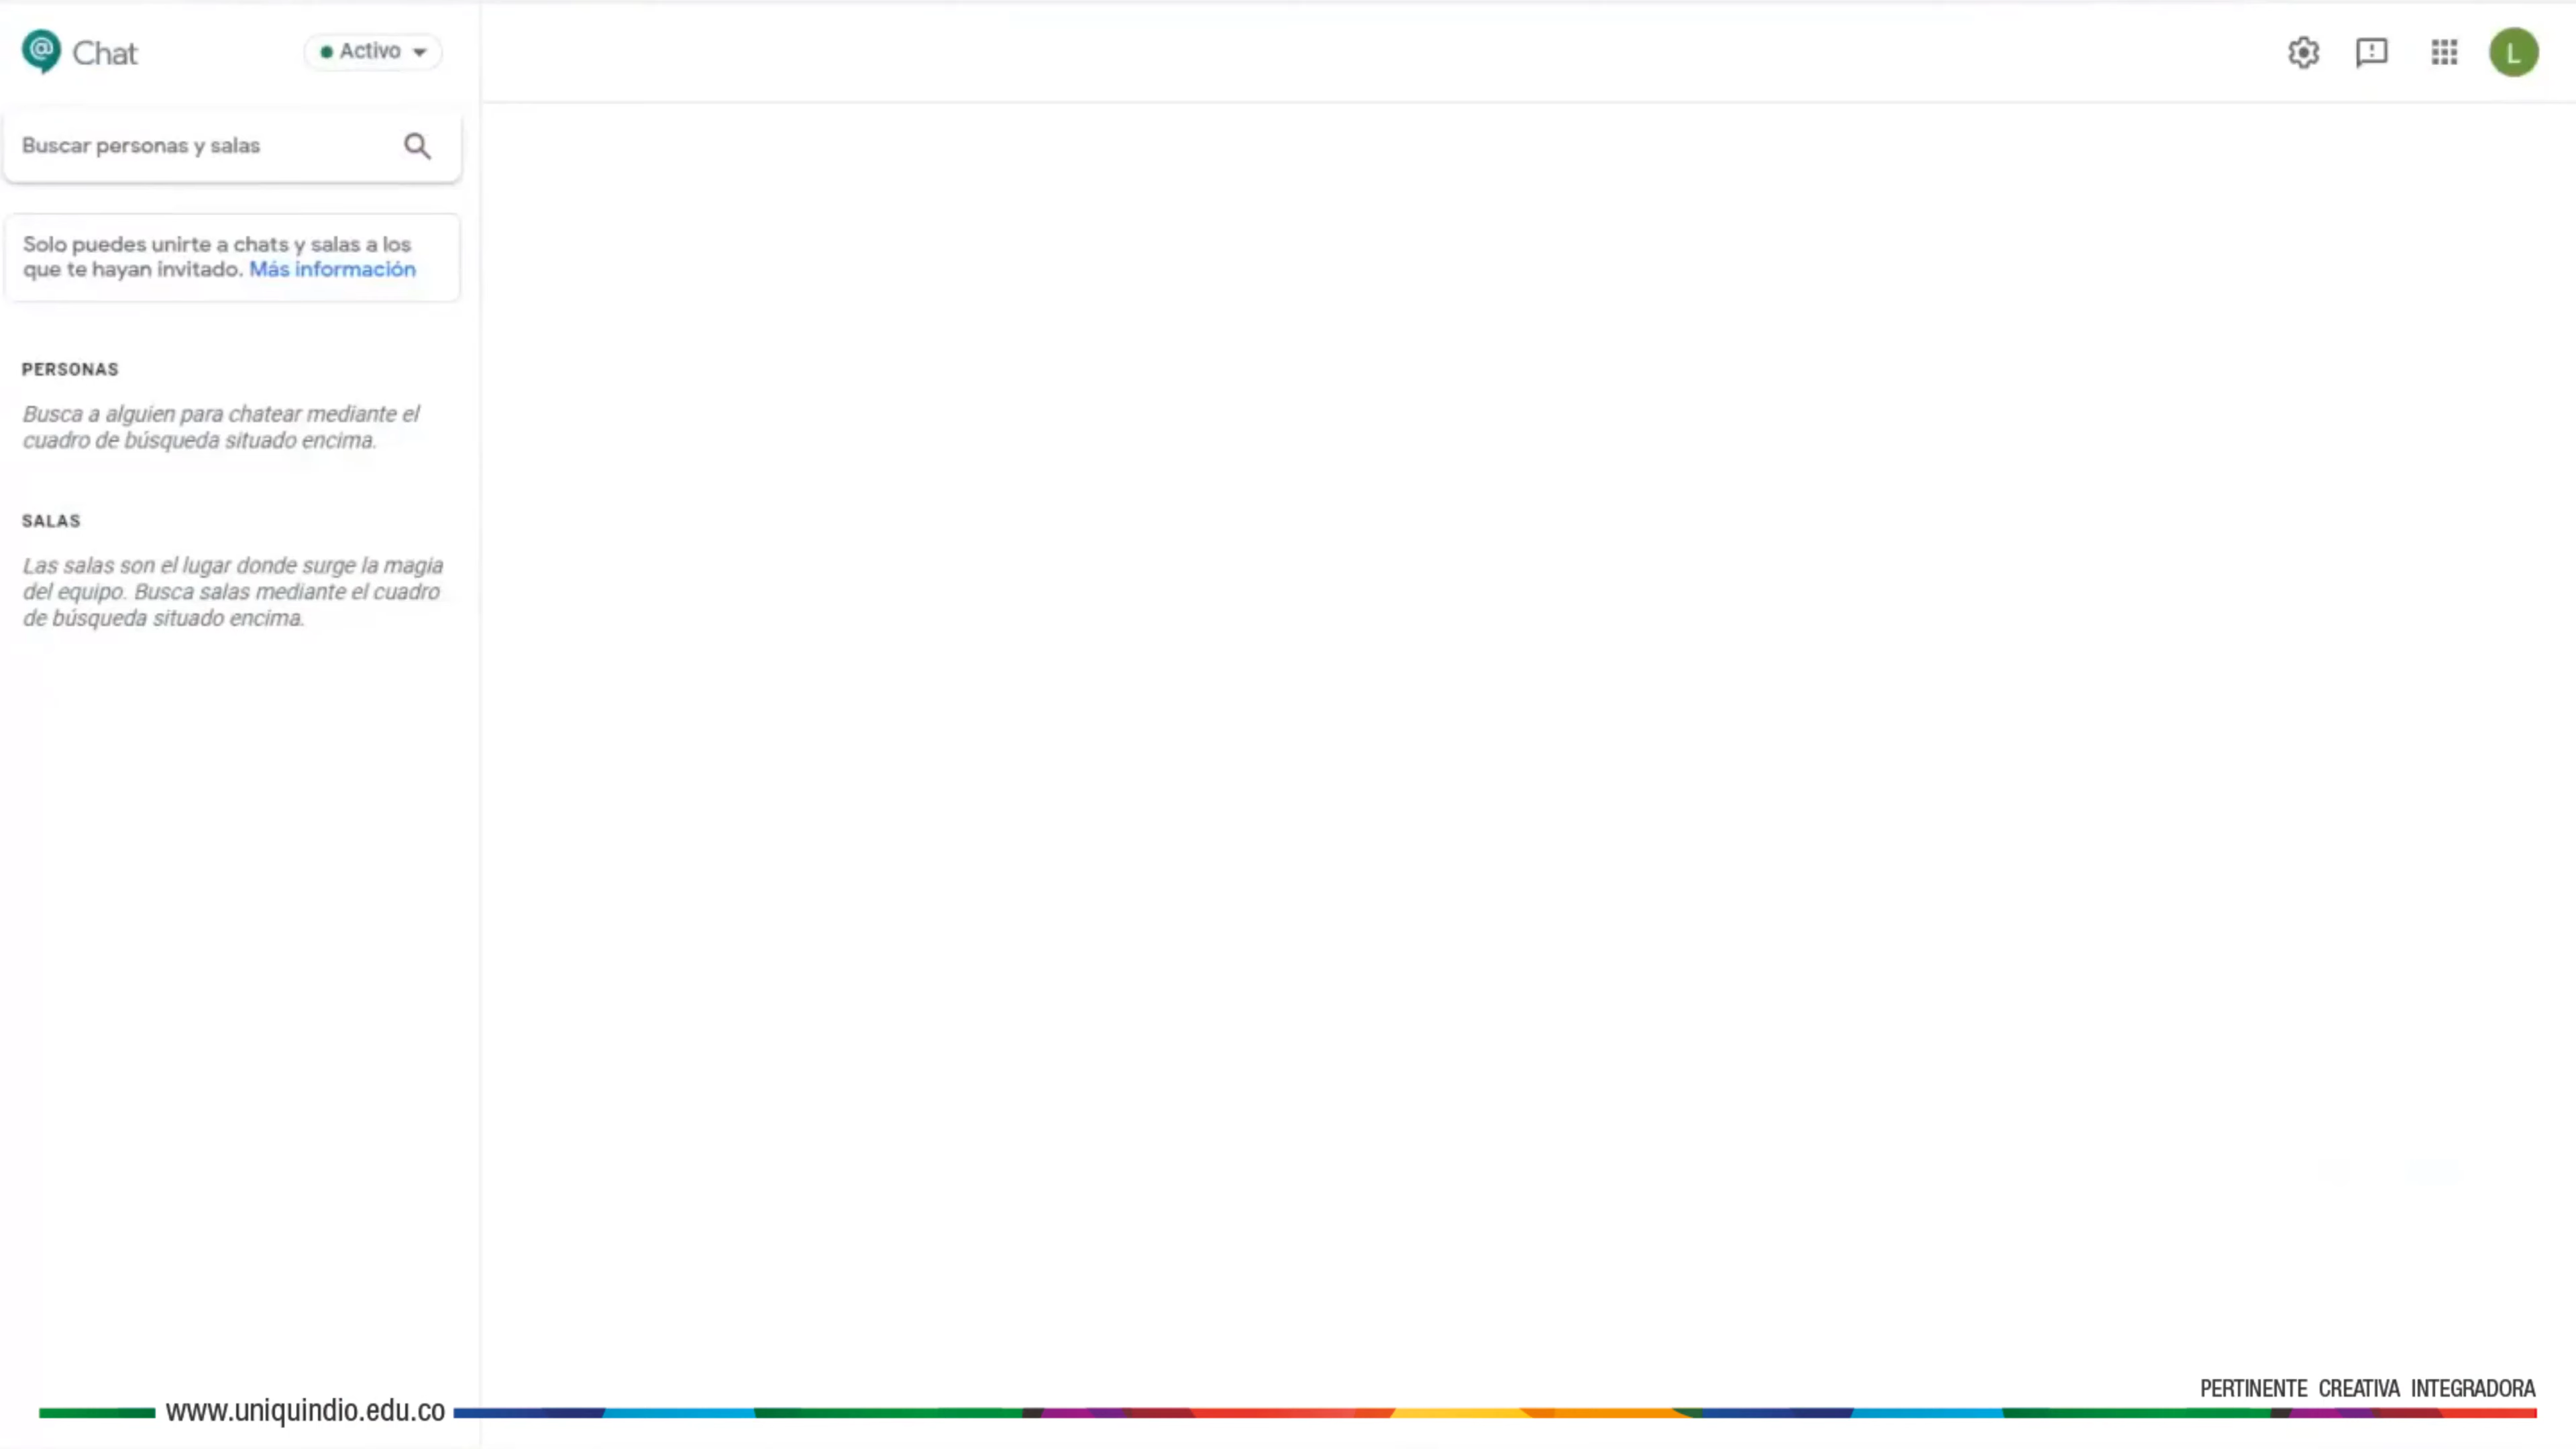 Chat
Activo
L
Buscar personas y salas
Solo puedes unirte a chats y salas a los
que te hayan invitado. Más información
PERSONAS
Busca a alguien para chatear mediante el
cuadro de búsqueda situado encima.
SALAS
Las salas son el lugar donde surge la magia
del equipo. Busca salas mediante el cuadro
de búsqueda situado encima.
PERTINENTE CREATIVA INTEGRADORA
www.uniquindio.edu.co